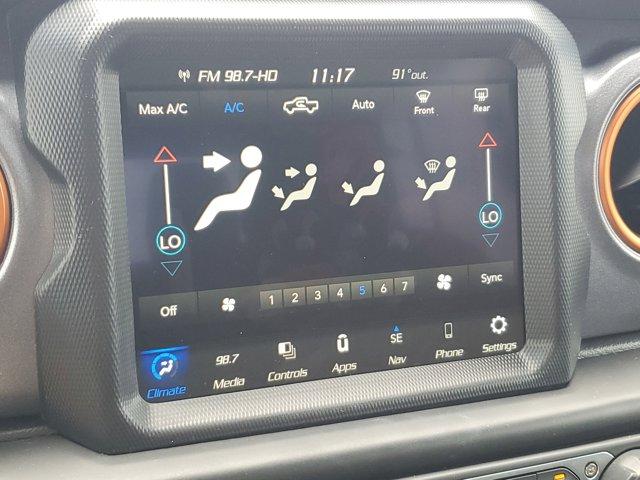 FM 98.7-HD 11:17 91°out.
Max A/C A/C Auto Front Rear
LO LO
Off 1 2 3 4 5 6 7 Sync
Climate 98.7 Media Controls Apps SE Nav Phone Settings